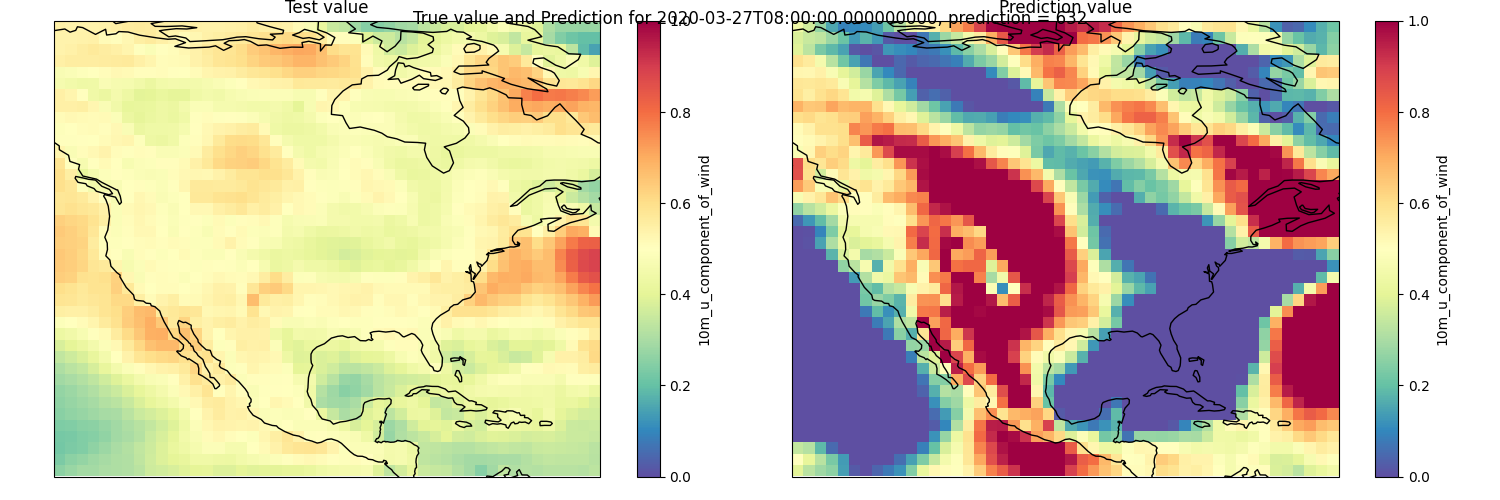 Test value
Prediction value
True value and Prediction for 2020-03-27T08:00:00.000000000, prediction = 632
1.0
0.8
0.6
0.4
0.2
0.0
10m_u_component_of_wind
1.0
0.8
0.6
0.4
0.2
0.0
10m_u_component_of_wind